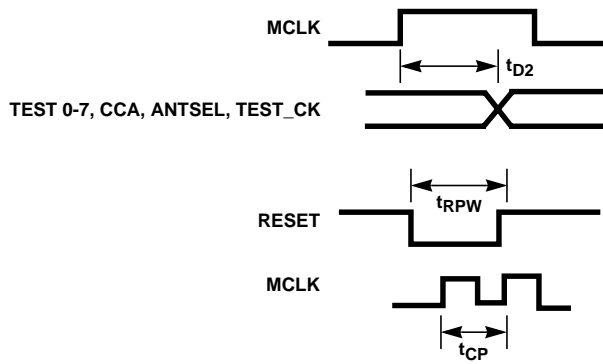 MCLK
tD2
TEST 0-7, CCA, ANTSEL, TEST_CK
tRPW
RESET
MCLK
tCP